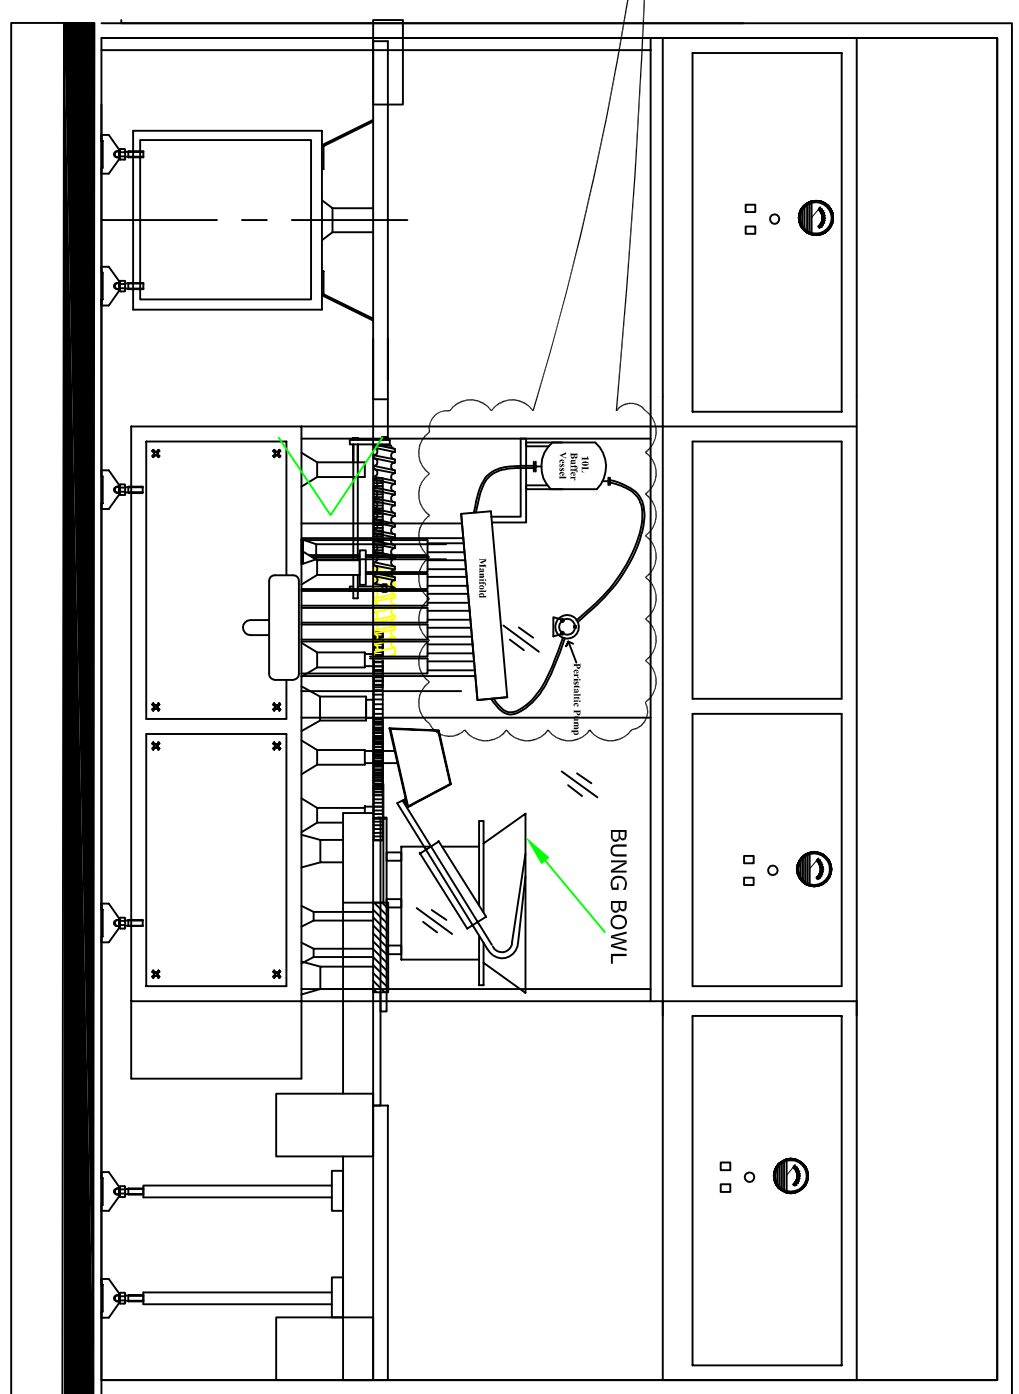 10L
Buffer
Vessel
Manifold
Peristaltic Pump
BUNG BOWL